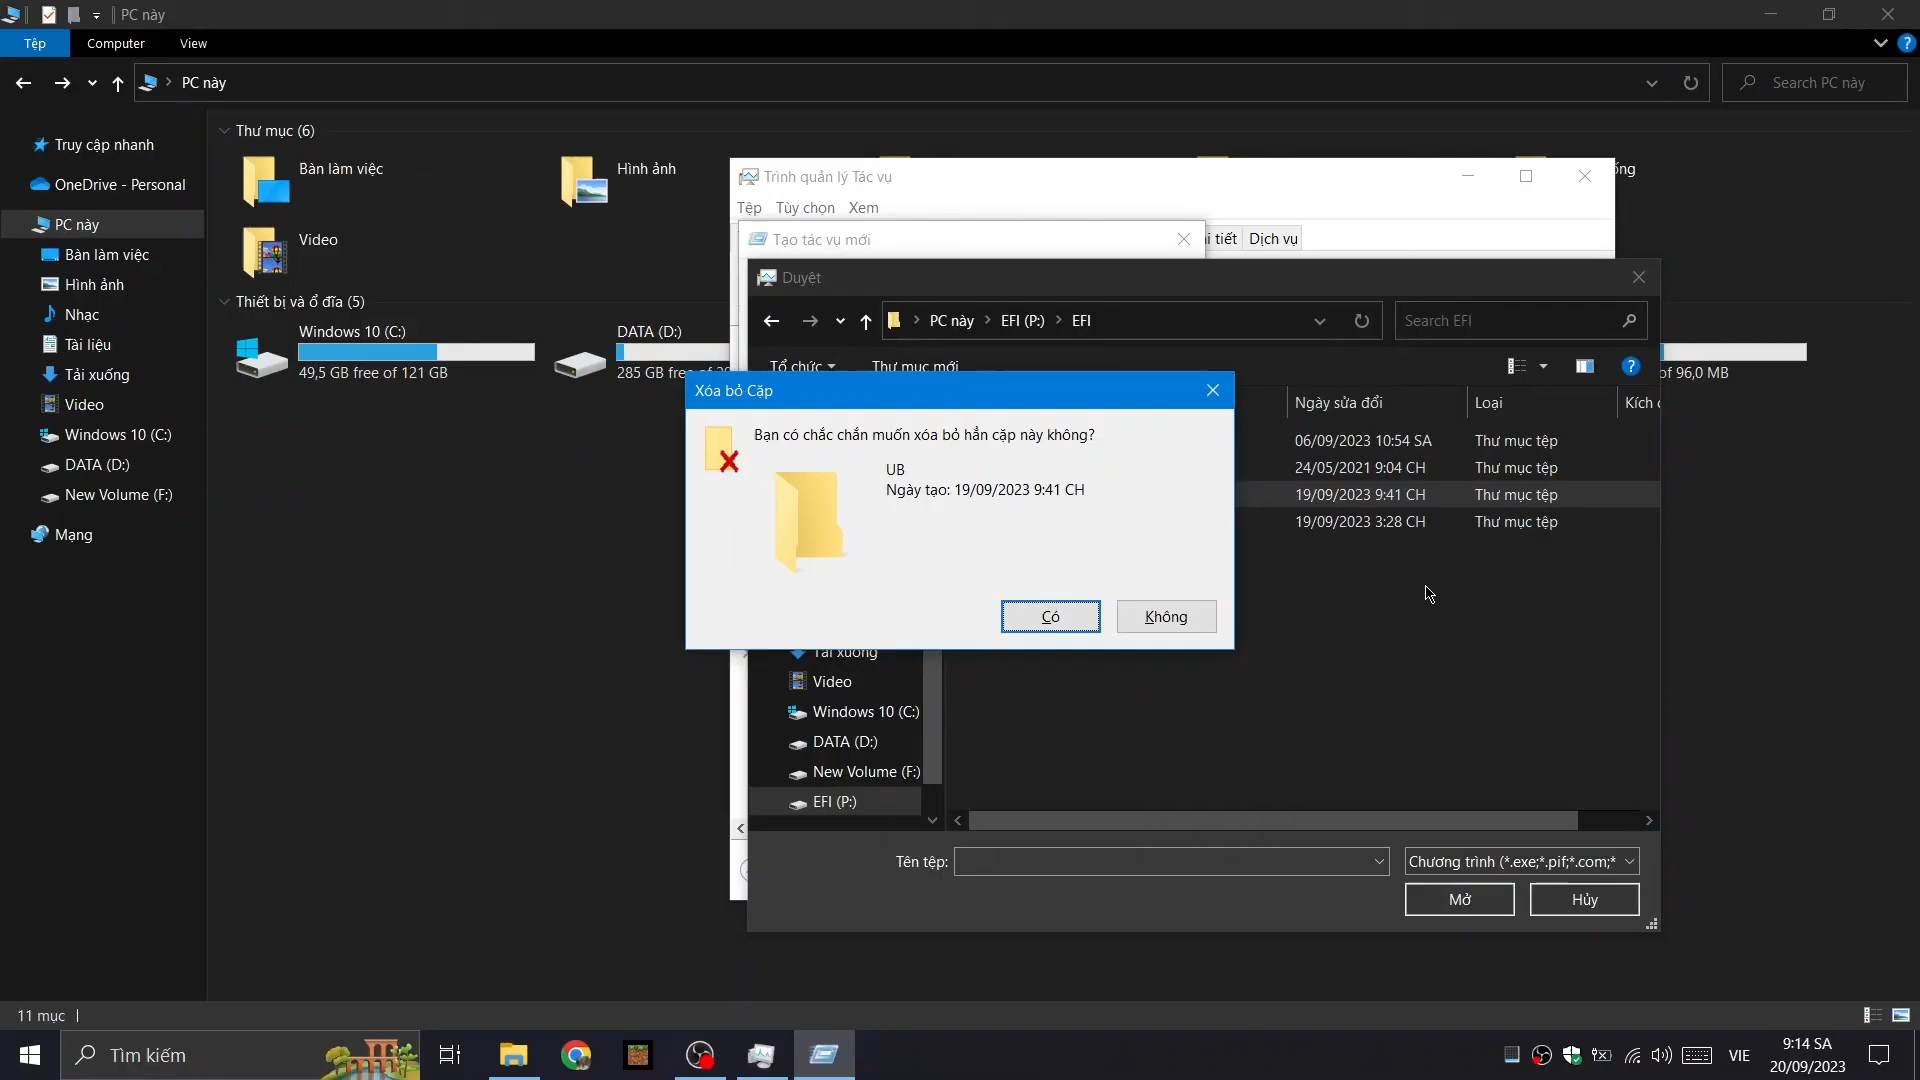 PC này
Tệp
Computer
View
PC này
Search PC này
Truy cập nhanh
OneDrive - Personal
PC này
Bàn làm việc
Hình ảnh
Nhạc
Tài liệu
Tải xuống
Video
Windows 10 (C:)
DATA (D:)
New Volume (F:)
Mạng
Thư mục (6)
Bàn làm việc
Hình ảnh
Video
Thiết bị và ổ đĩa (5)
Windows 10 (C:)
49,5 GB free of 121 GB
DATA (D:)
285 GB free of
of 96,0 MB
Trình quản lý Tác vụ
Tệp Tùy chọn Xem
Tạo tác vụ mới
tiết
Dịch vụ
Duyệt
PC này
EFI (P:)
EFI
Search EFI
Tổ chức
Thư mục mới
Ngày sửa đổi
Loại
06/09/2023 10:54 SA
Thư mục tệp
24/05/2021 9:04 CH
Thư mục tệp
19/09/2023 9:41 CH
Thư mục tệp
19/09/2023 3:28 CH
Thư mục tệp
Xóa bỏ Cặp
Bạn có chắc chắn muốn xóa bỏ hẳn cặp này không?
UB
Ngày tạo: 19/09/2023 9:41 CH
Có
Không
Tải xuống
Video
Windows 10 (C:)
DATA (D:)
New Volume (F:)
EFI (P:)
Tên tệp:
Chương trình (*.exe;*.pif;*.com;*
Mở
Hủy
11 mục
Tìm kiếm
VIE
9:14 SA
20/09/2023